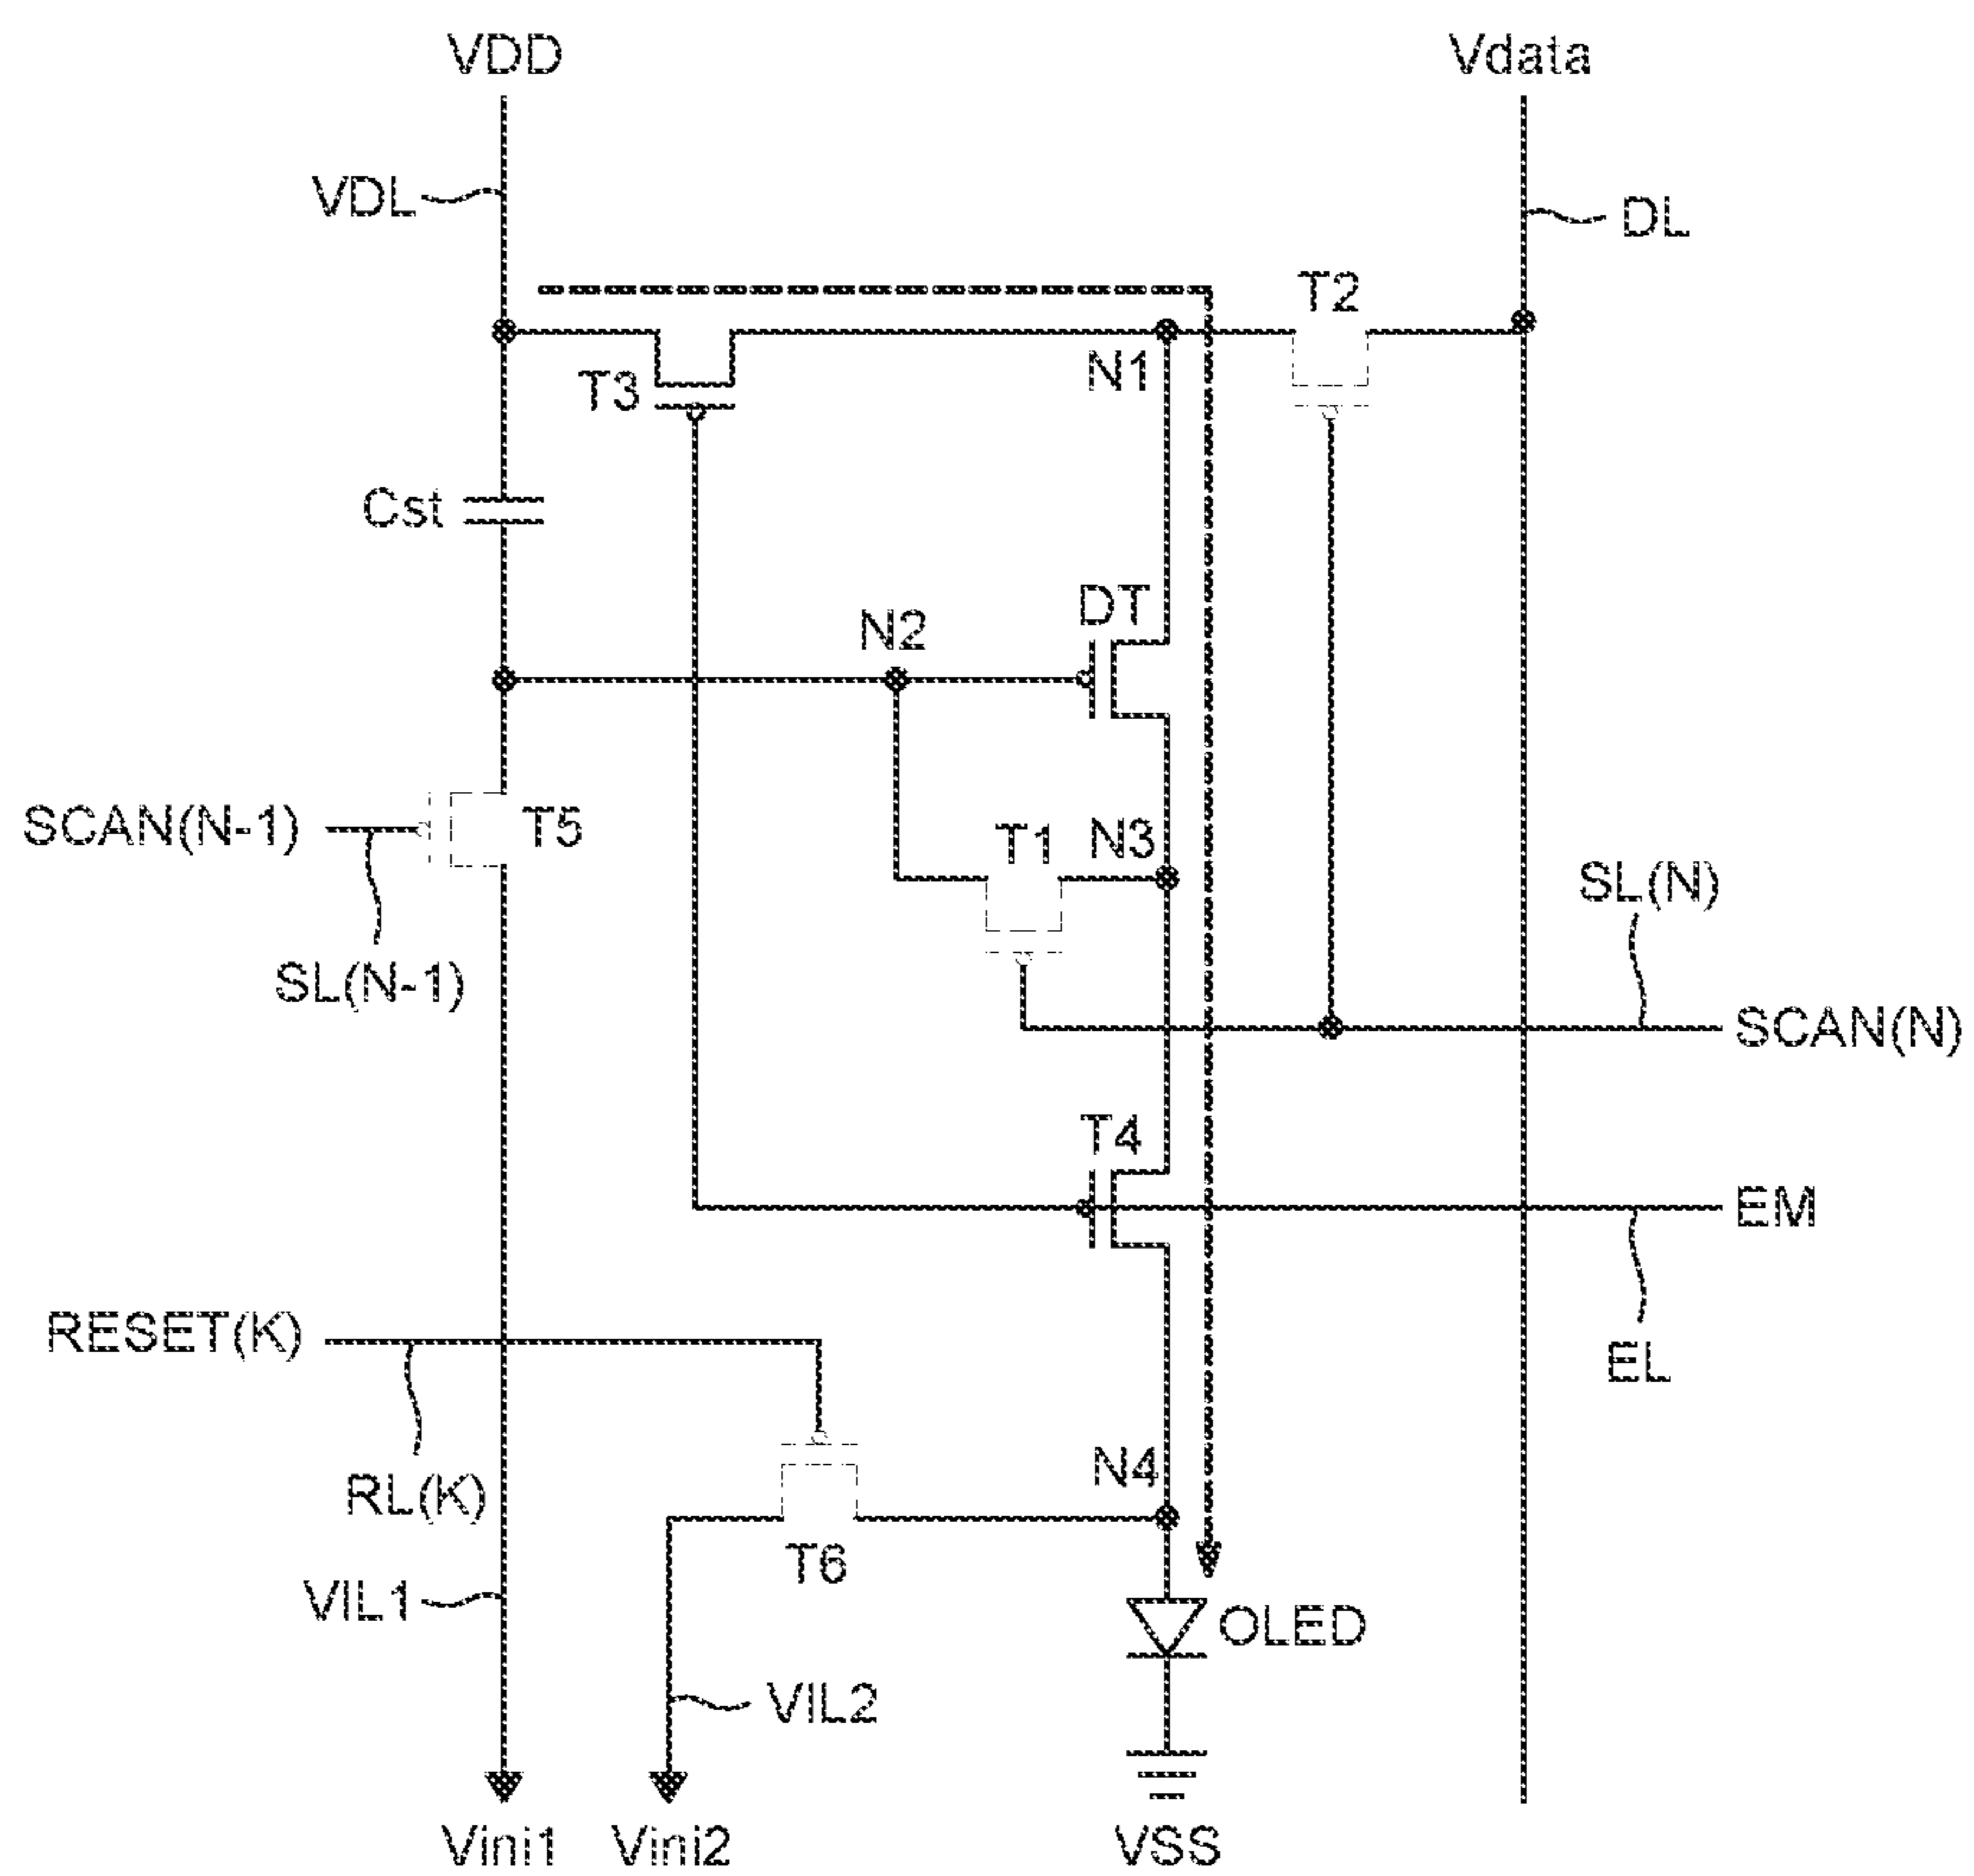 VDD
Vdata
VDL
DL
T2
T3
N1
Cst
DT
N2
SCAN(N-1)
T5
T1
N3
SL(N)
SL(N-1)
SCAN(N)
T4
EM
RESET(K)
EL
N4
RL(K)
T6
VIL1
OLED
VIL2
Vini1
Vini2
VSS